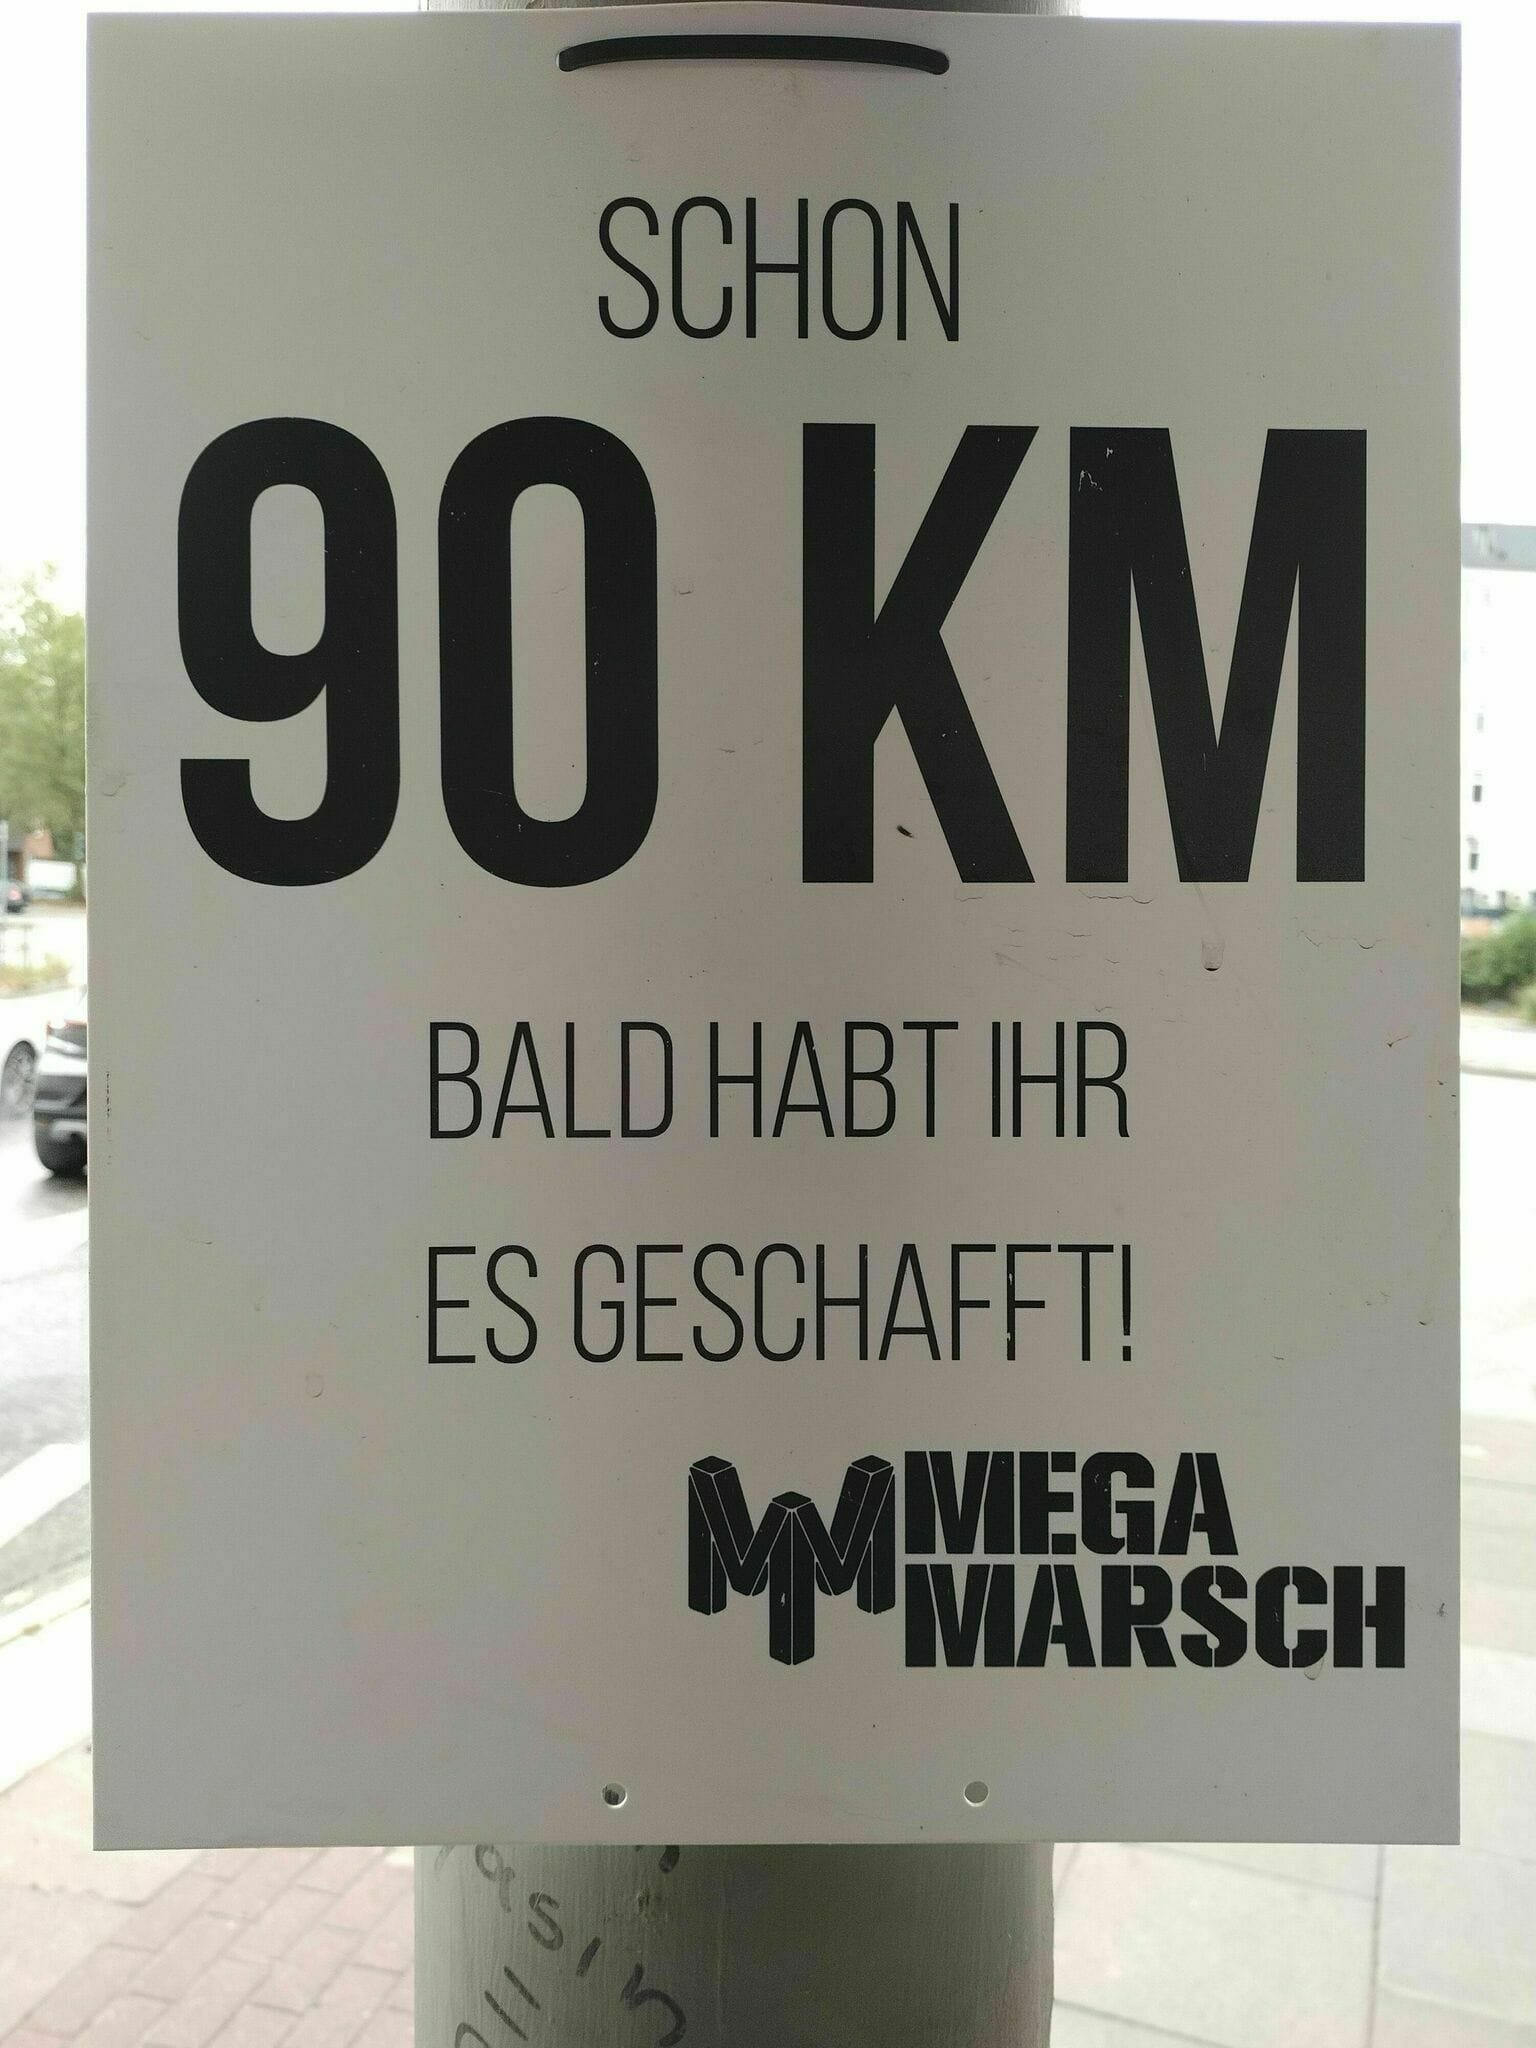 SCHON
90 KM
BALD HABT IHR
ES GESCHAFFT!
MEGA
MARSCH